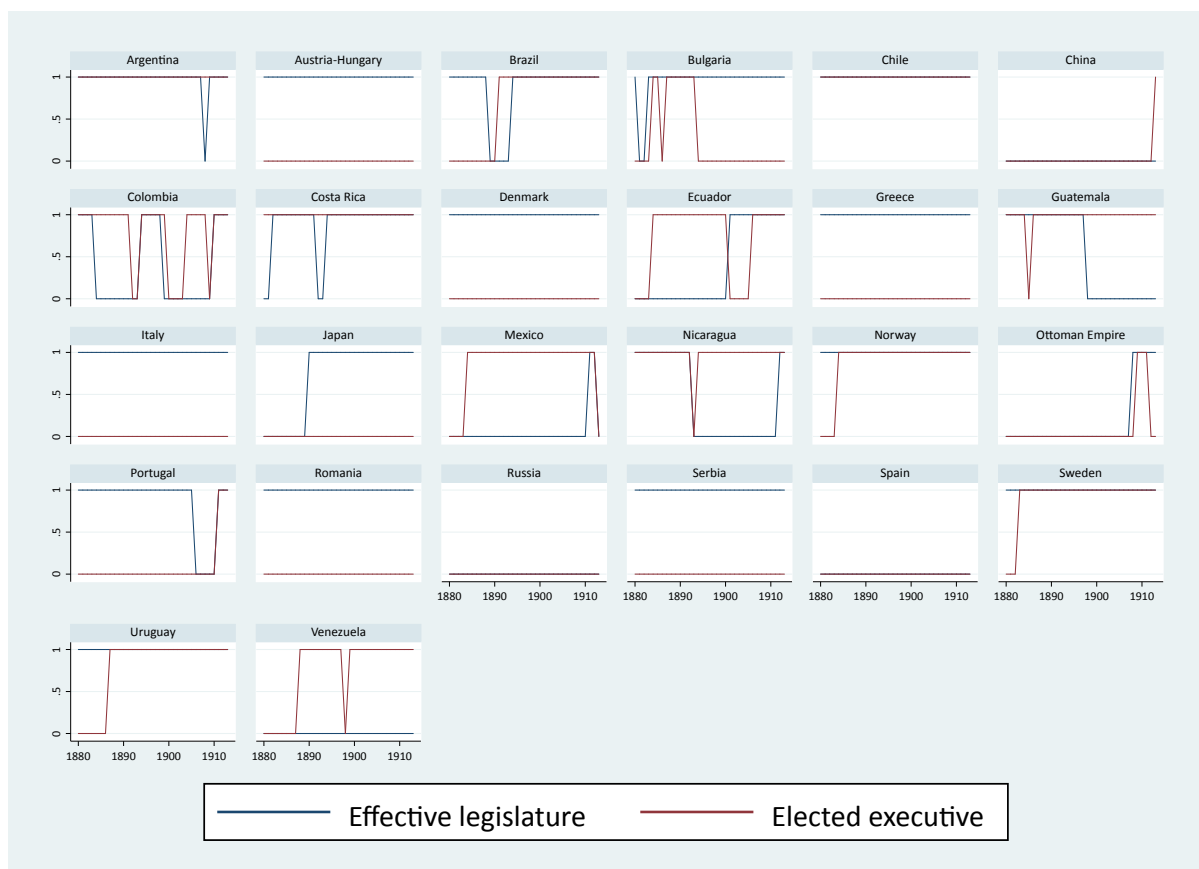 Argentina Austria-Hungary Brazil Bulgaria Chile China
1
.5
0
Colombia Costa Rica Denmark Ecuador Greece Guatemala
1
.5
0
Italy Japan Mexico Nicaragua Norway Ottoman Empire
1
.5
0
Portugal Romania Russia Serbia Spain Sweden
1
.5
0
1880 1890 1900 1910 1880 1890 1900 1910 1880 1890 1900 1910 1880 1890 1900 1910
Uruguay Venezuela
1
.5
0
1880 1890 1900 1910 1880 1890 1900 1910
Effective legislature Elected executive